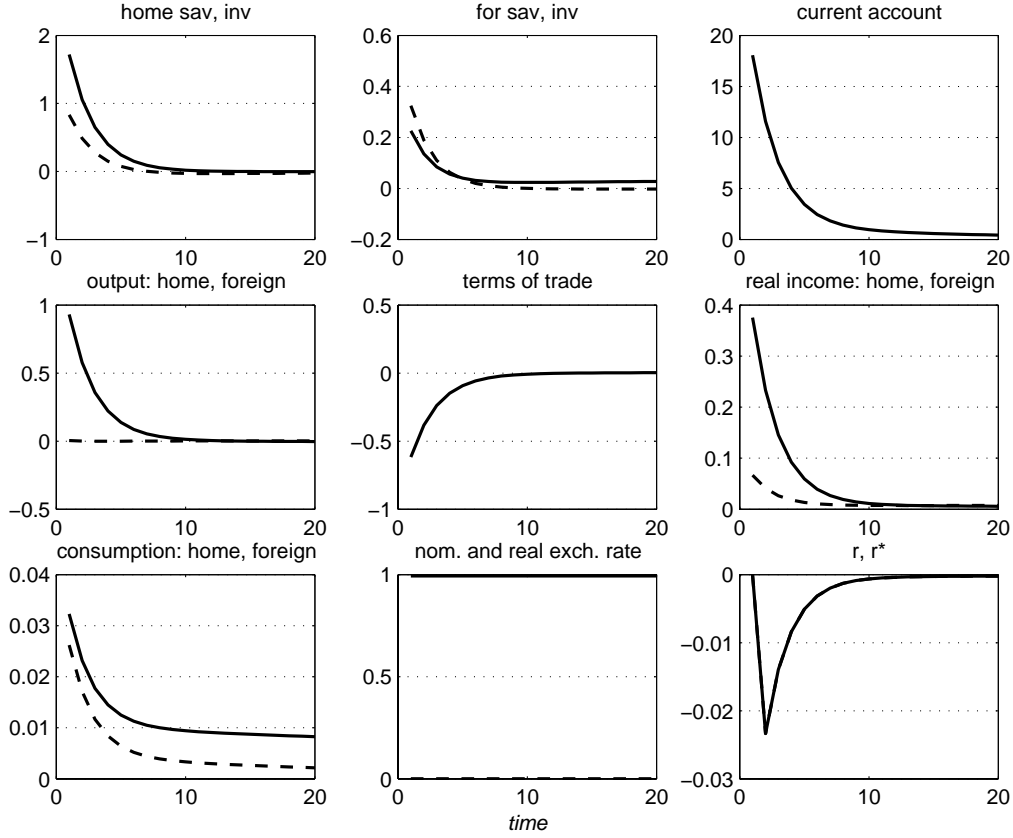 home sav, inv
for sav, inv
current account
2
1
0
−1
0 10 20
0.6
0.4
0.2
0
−0.2
0 10 20
20
15
10
5
0
0 10 20
output: home, foreign
terms of trade
real income: home, foreign
1
0.5
0
−0.5
0 10 20
0.5
0
−0.5
−1
0 10 20
0.4
0.3
0.2
0.1
0
0 10 20
consumption: home, foreign
nom. and real exch. rate
r, r*
0.04
0.03
0.02
0.01
0
0 10 20
1
0.5
0
0 10 20
0
−0.01
−0.02
−0.03
0 10 20
time